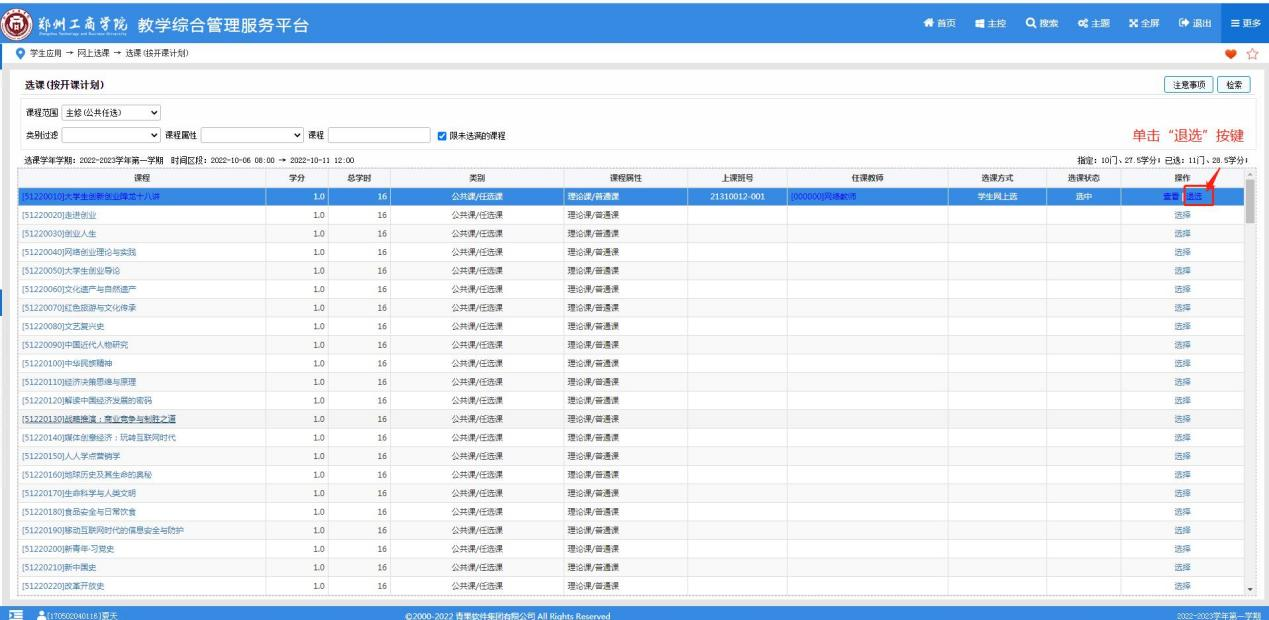 郑州工商学院 教学综合管理服务平台 首页 主控 搜索 主题 全屏 退出 更多
学生应用 → 网上选课 → 选课(按开课计划)
选课(按开课计划) 注意事项 检索
课程范围 主修(公共任选)
类别过滤 课程属性 课程 限未选满的课程 单击“退选”按键
选课学年学期：2022-2023学年第一学期 时间区段：2022-10-06 08:00 → 2022-10-11 12:00 指定：10门、27.5学分；已选：11门、28.5学分；
课程 学分 总学时 类别 课程属性 上课班号 任课教师 选课方式 选课状态 操作
[51220010]大学生创新创业降龙十八讲 1.0 16 公共课/任选课 理论课/普通课 21310012-001 [000000]网络教师 学生网上选 选中 查看 退选
[51220020]走进创业 1.0 16 公共课/任选课 理论课/普通课 选择
[51220030]创业人生 1.0 16 公共课/任选课 理论课/普通课 选择
[51220040]网络创业理论与实践 1.0 16 公共课/任选课 理论课/普通课 选择
[51220050]大学生创业导论 1.0 16 公共课/任选课 理论课/普通课 选择
[51220060]文化遗产与自然遗产 1.0 16 公共课/任选课 理论课/普通课 选择
[51220070]红色旅游与文化传承 1.0 16 公共课/任选课 理论课/普通课 选择
[51220080]文艺复兴史 1.0 16 公共课/任选课 理论课/普通课 选择
[51220090]中国近代人物研究 1.0 16 公共课/任选课 理论课/普通课 选择
[51220100]中华民族精神 1.0 16 公共课/任选课 理论课/普通课 选择
[51220110]经济决策思维与原理 1.0 16 公共课/任选课 理论课/普通课 选择
[51220120]解读中国经济发展的密码 1.0 16 公共课/任选课 理论课/普通课 选择
[51220130]战略推演：商业竞争与制胜之道 1.0 16 公共课/任选课 理论课/普通课 选择
[51220140]媒体创意经济：玩转互联网时代 1.0 16 公共课/任选课 理论课/普通课 选择
[51220150]人人学点营销学 1.0 16 公共课/任选课 理论课/普通课 选择
[51220160]地球历史及其生命的奥秘 1.0 16 公共课/任选课 理论课/普通课 选择
[51220170]生命科学与人类文明 1.0 16 公共课/任选课 理论课/普通课 选择
[51220180]食品安全与日常饮食 1.0 16 公共课/任选课 理论课/普通课 选择
[51220190]移动互联网时代的信息安全与防护 1.0 16 公共课/任选课 理论课/普通课 选择
[51220200]新青年·习党史 1.0 16 公共课/任选课 理论课/普通课 选择
[51220210]新中国史 1.0 16 公共课/任选课 理论课/普通课 选择
[51220220]改革开放史 1.0 16 公共课/任选课 理论课/普通课 选择
[170502040116]夏天 ©2000-2022 青果软件集团有限公司 All Rights Reserved 2022-2023学年第一学期